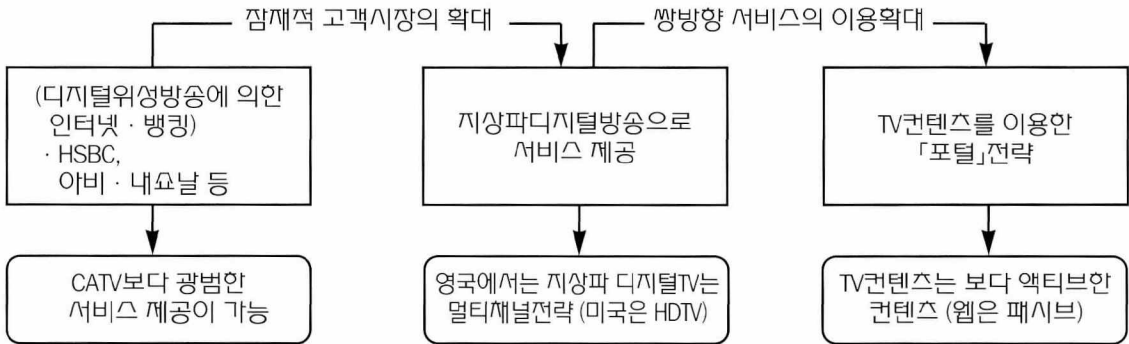 잠재적 고객시장의 확대
쌍방향 서비스의 이용확대
(디지털위성방송에 의한
인터넷 · 뱅킹)
· HSBC,
아비 · 내쇼날 등
지상파디지털방송으로
서비스 제공
TV컨텐츠를 이용한
「포털」전략
CATV보다 광범한
서비스 제공이 가능
영국에서는 지상파 디지털TV는
멀티채널전략 (미국은 HDTV)
TV컨텐츠는 보다 액티브한
컨텐츠 (웹은 패시브)